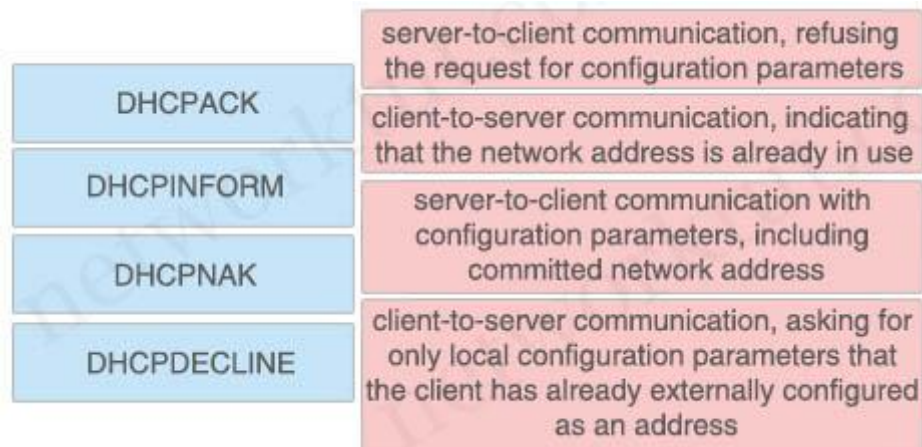 DHCPACK
DHCPINFORM
DHCPNAK
DHCPDECLINE
server-to-client communication, refusing
the request for configuration parameters
client-to-server communication, indicating
that the network address is already in use
server-to-client communication with
configuration parameters, including
committed network address
client-to-server communication, asking for
only local configuration parameters that
the client has already externally configured
as an address